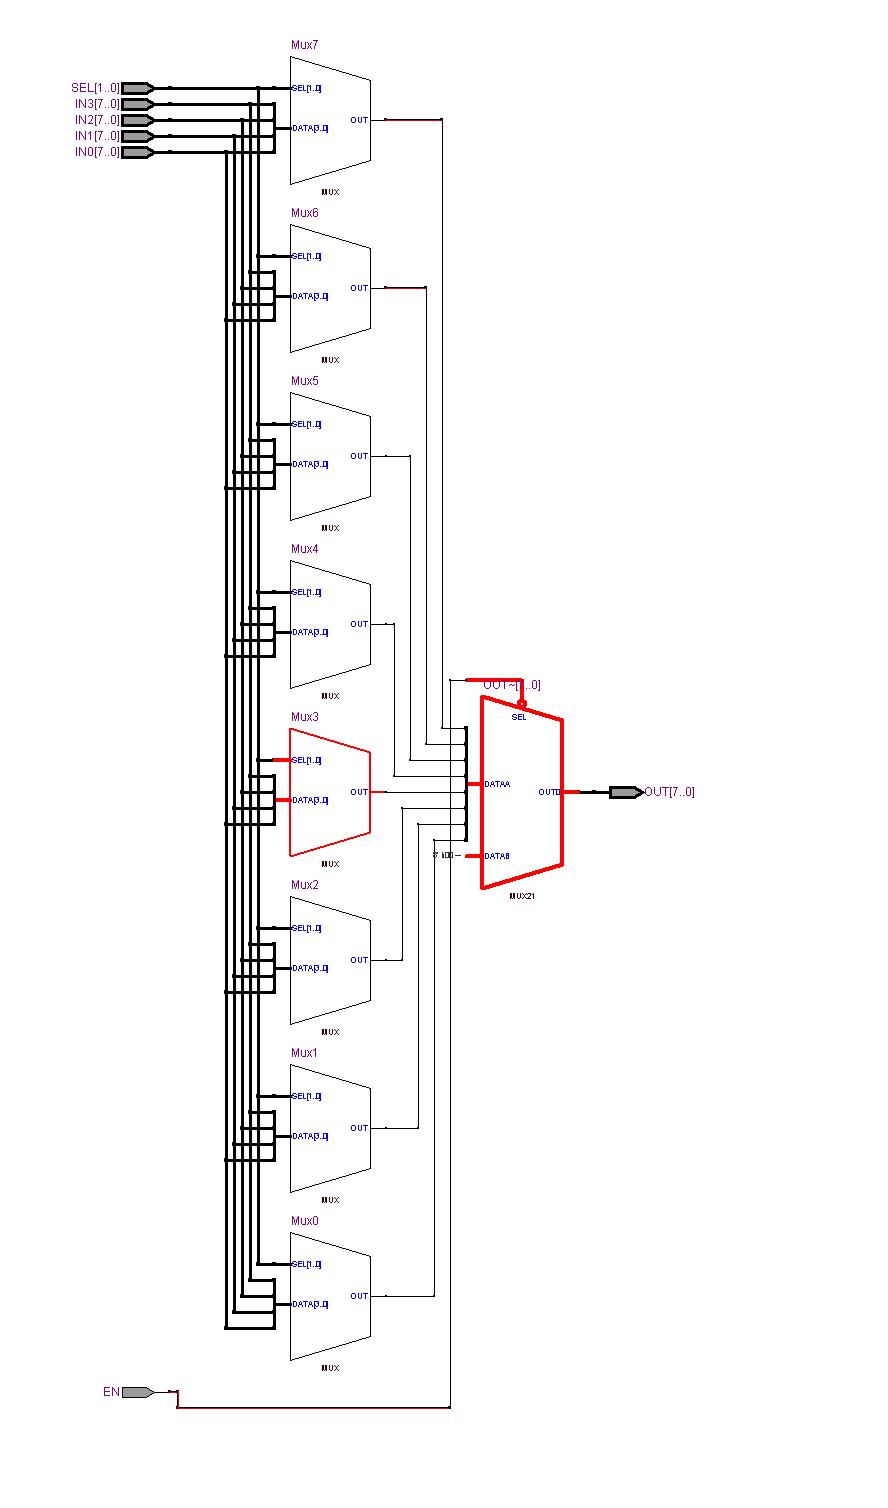 Mux7
SEL[1..0]
IN3[7..0]
IN2[7..0]
IN1[7..0]
IN0[7..0]
SEL[1..0]
DATA[3..0]
OUT
MUX
Mux6
SEL[1..0]
DATA[3..0]
OUT
MUX
Mux5
SEL[1..0]
DATA[3..0]
OUT
MUX
Mux4
SEL[1..0]
DATA[3..0]
OUT
MUX
Mux3
SEL[1..0]
DATA[3..0]
OUT
MUX
OUT~[7..0]
SEL
DATAA
DATAB
OUT0
MUX21
8' h00 --
OUT[7..0]
Mux2
SEL[1..0]
DATA[3..0]
OUT
MUX
Mux1
SEL[1..0]
DATA[3..0]
OUT
MUX
Mux0
SEL[1..0]
DATA[3..0]
OUT
MUX
EN